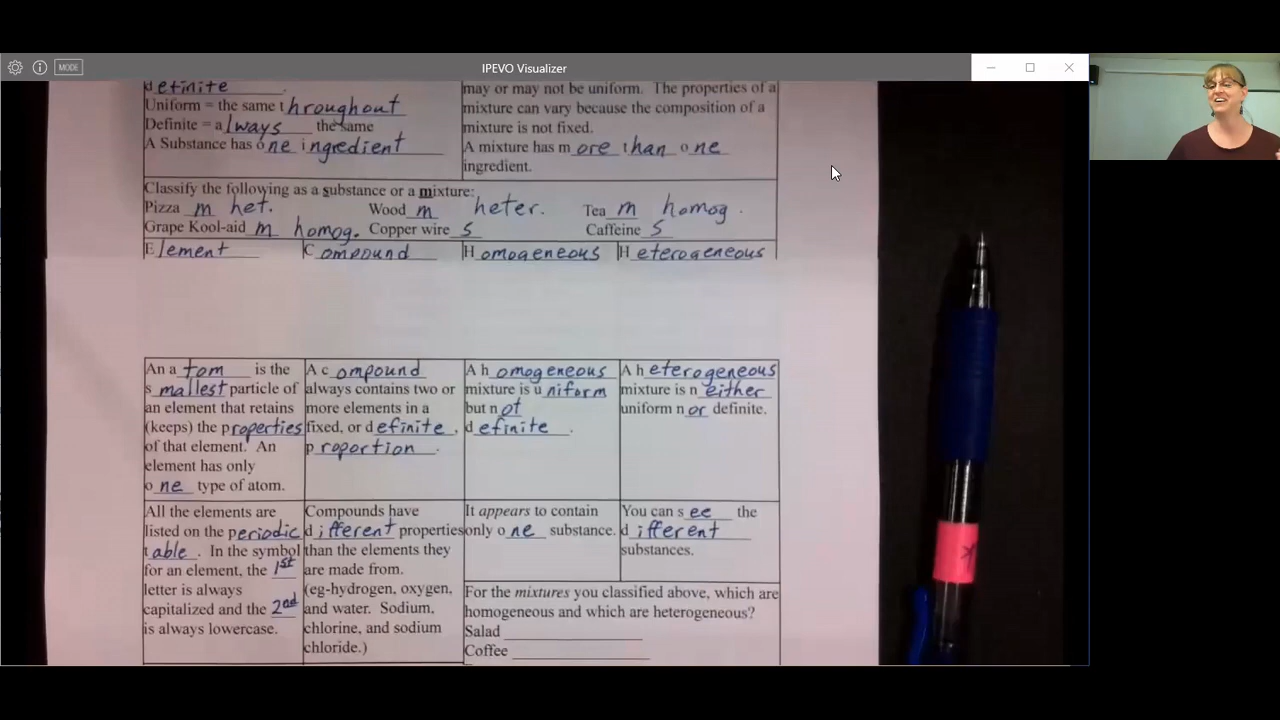 MODE
IPEVO Visualizer
definite .
Uniform = the same throughout
Definite = always the same
A Substance has one ingredient
may or may not be uniform. The properties of a
mixture can vary because the composition of a
mixture is not fixed.
A mixture has more than one
ingredient.
Classify the following as a substance or a mixture:
Pizza m het. Wood m heter. Tea m homog.
Grape Kool-aid m homog. Copper wire s Caffeine s
Element Compound Homogeneous Heterogeneous
An atom is the
smallest particle of
an element that retains
(keeps) the properties
of that element. An
element has only
one type of atom.
A compound
always contains two or
more elements in a
fixed, or definite,
proportion.
A homogeneous
mixture is uniform
but not
definite.
A heterogeneous
mixture is neither
uniform nor definite.
All the elements are
listed on the periodic
table. In the symbol
for an element, the 1st
letter is always
capitalized and the 2nd
is always lowercase.
Compounds have
different properties
than the elements they
are made from.
(eg-hydrogen, oxygen,
and water. Sodium,
chlorine, and sodium
chloride.)
It appears to contain
only one substance.
You can see the
different
substances.
For the mixtures you classified above, which are
homogeneous and which are heterogeneous?
Salad
Coffee